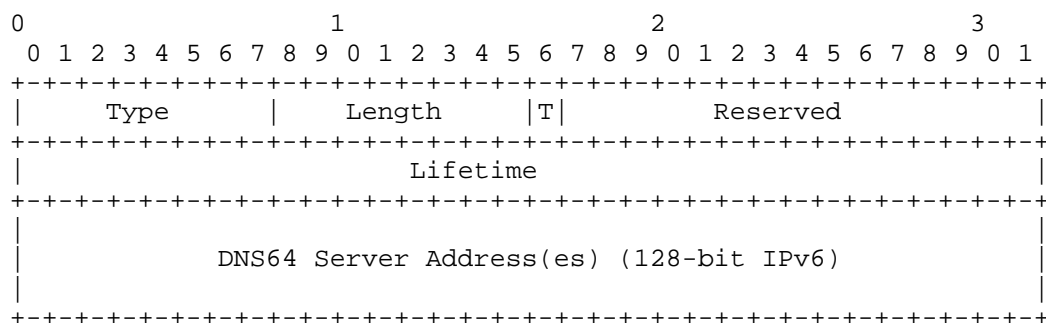 0                   1                   2                   3
 0 1 2 3 4 5 6 7 8 9 0 1 2 3 4 5 6 7 8 9 0 1 2 3 4 5 6 7 8 9 0 1
+-+-+-+-+-+-+-+-+-+-+-+-+-+-+-+-+-+-+-+-+-+-+-+-+-+-+-+-+-+-+-+-+
|     Type      |    Length     |T|         Reserved            |
+-+-+-+-+-+-+-+-+-+-+-+-+-+-+-+-+-+-+-+-+-+-+-+-+-+-+-+-+-+-+-+-+
|                        Lifetime                               |
+-+-+-+-+-+-+-+-+-+-+-+-+-+-+-+-+-+-+-+-+-+-+-+-+-+-+-+-+-+-+-+-+
|                                                               |
|            DNS64 Server Address(es) (128-bit IPv6)            |
|                                                               |
+-+-+-+-+-+-+-+-+-+-+-+-+-+-+-+-+-+-+-+-+-+-+-+-+-+-+-+-+-+-+-+-+